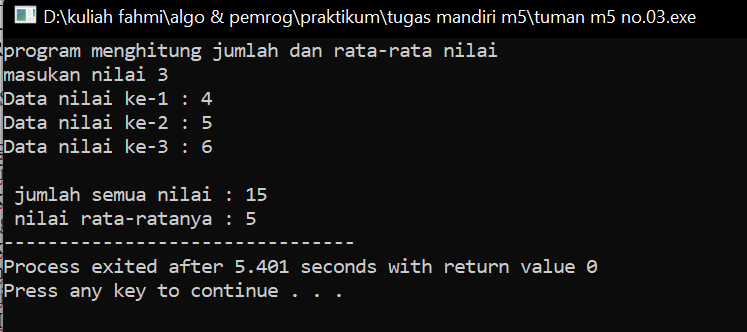 D:\kuliah fahmi\algo & pemrog\praktikum\tugas mandiri m5\tuman m5 no.03.exe
program menghitung jumlah dan rata-rata nilai
masukan nilai 3
Data nilai ke-1 : 4
Data nilai ke-2 : 5
Data nilai ke-3 : 6
 jumlah semua nilai : 15
 nilai rata-ratanya : 5
--------------------------------
Process exited after 5.401 seconds with return value 0
Press any key to continue . . .